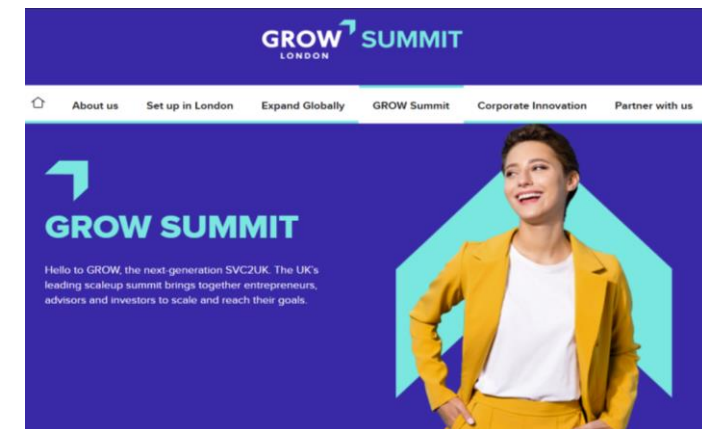 GROW SUMMIT
LONDON
About us Set up in London Expand Globally GROW Summit Corporate Innovation Partner with us
GROW SUMMIT
Hello to GROW, the next-generation SVC2UK. The UK's
leading scaleup summit brings together entrepreneurs,
advisors and investors to scale and reach their goals.